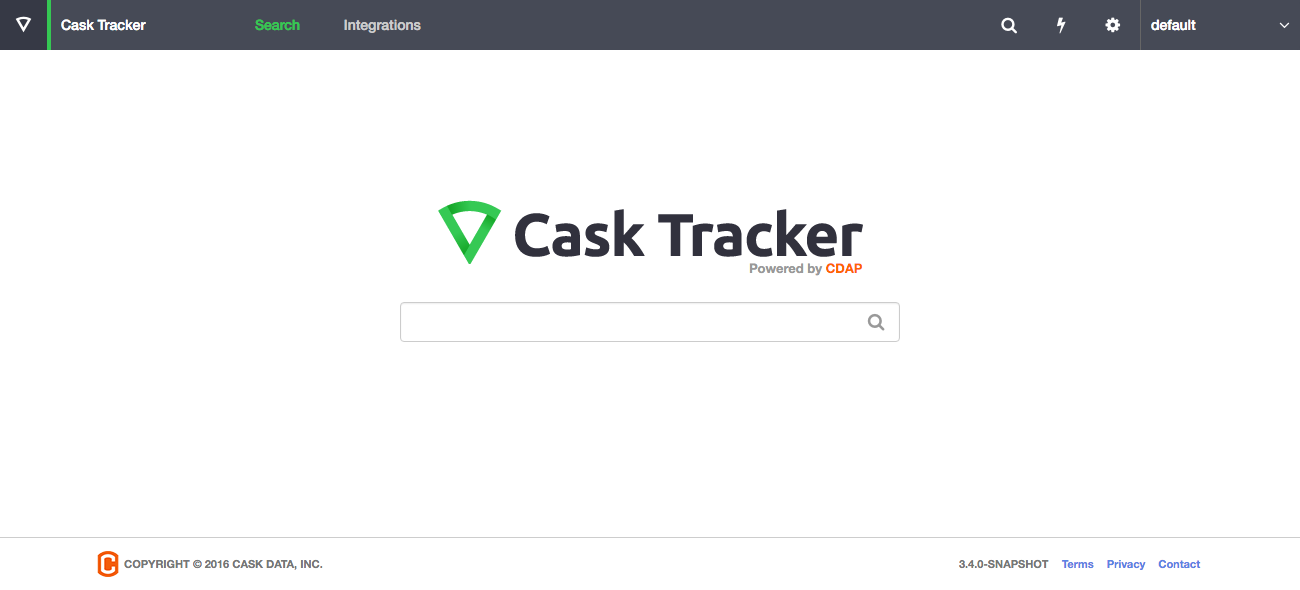 Cask Tracker Search Integrations default
Cask Tracker
Powered by CDAP
COPYRIGHT © 2016 CASK DATA, INC. 3.4.0-SNAPSHOT Terms Privacy Contact